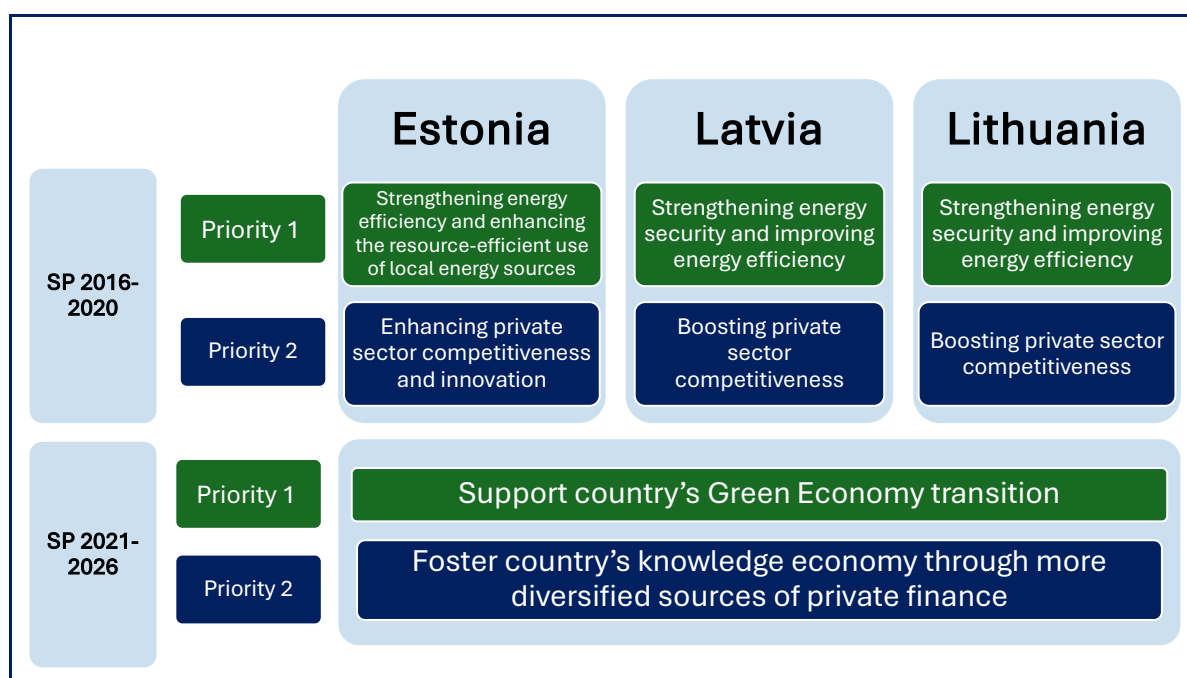 Estonia
Latvia
Lithuania
SP 2016-
2020
Priority 1
Strengthening energy
efficiency and enhancing
the resource-efficient use
of local energy sources
Strengthening energy
security and improving
energy efficiency
Strengthening energy
security and improving
energy efficiency
Priority 2
Enhancing private
sector competitiveness
and innovation
Boosting private
sector
competitiveness
Boosting private sector
competitiveness
SP 2021-
2026
Priority 1
Support country’s Green Economy transition
Priority 2
Foster country’s knowledge economy through more
diversified sources of private finance